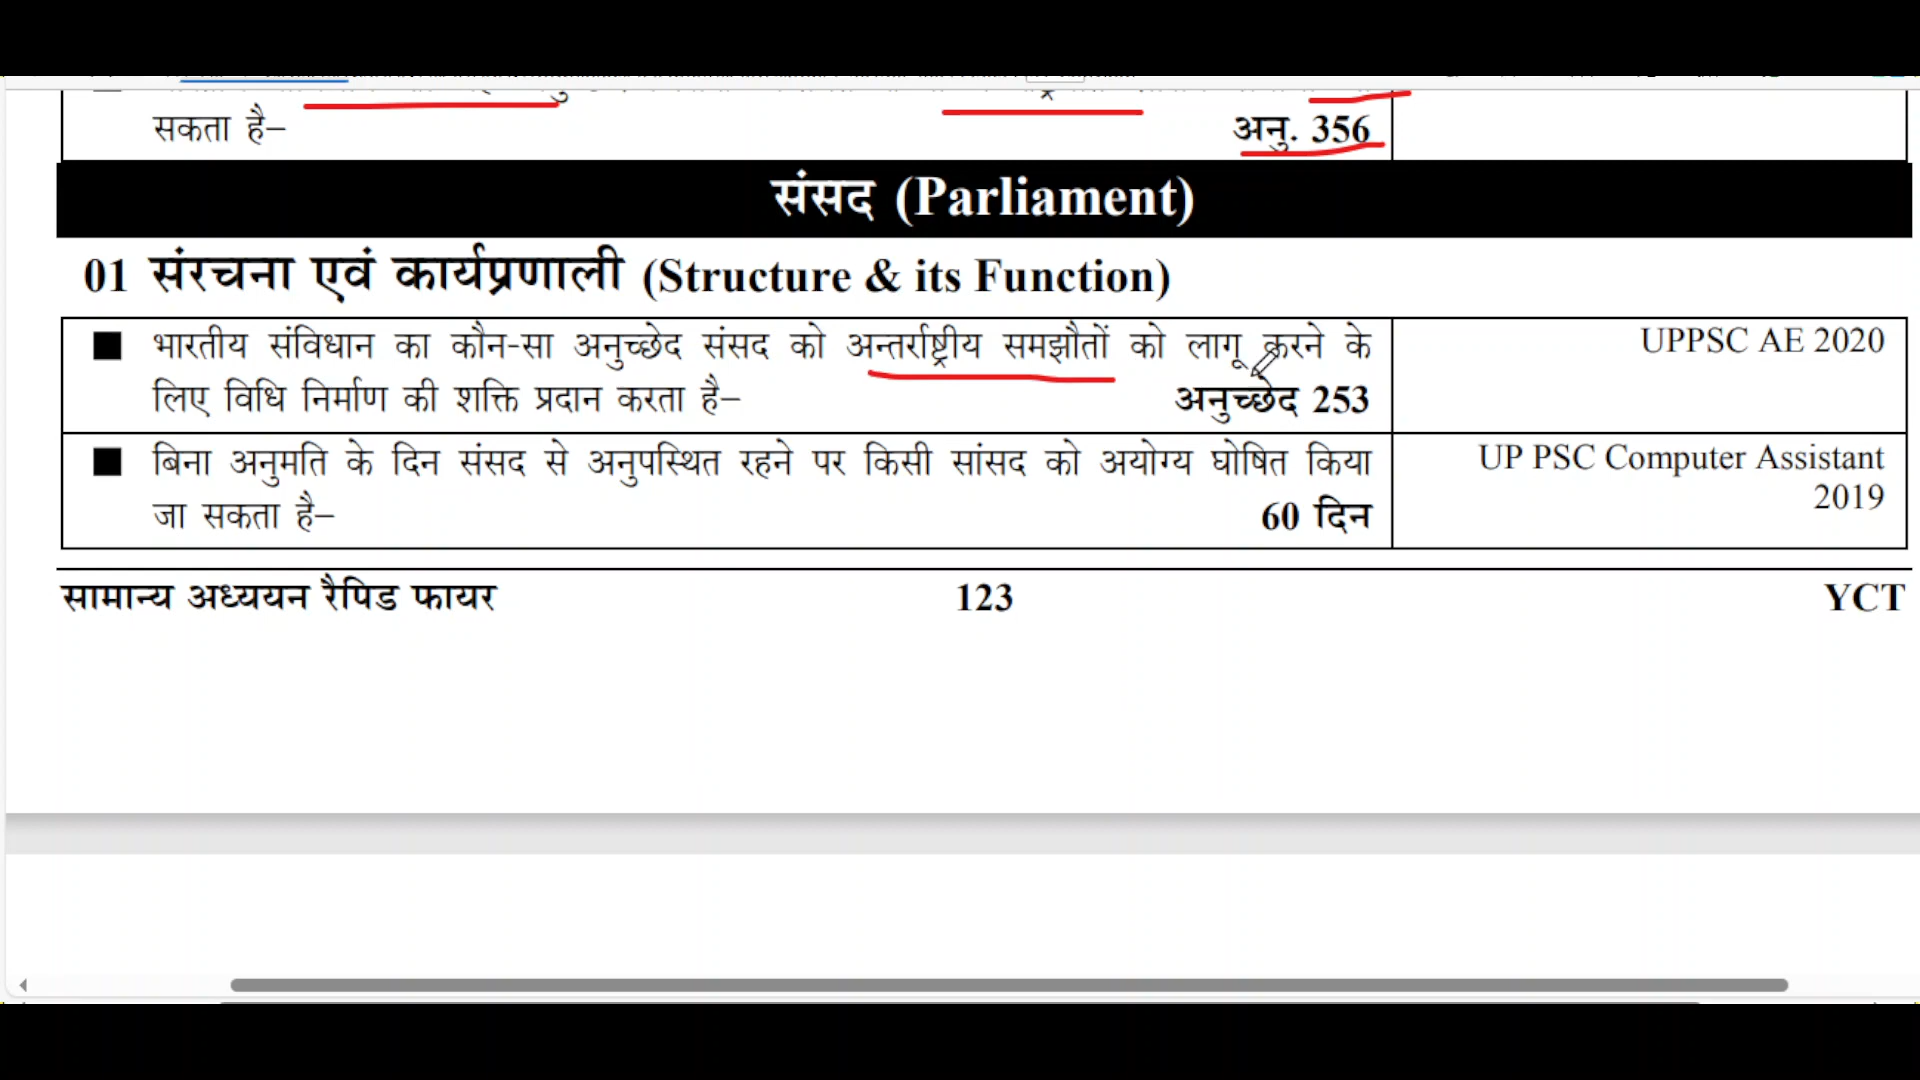 सकता है– अनु. 356
संसद (Parliament)
01 संरचना एवं कार्यप्रणाली (Structure & its Function)
■ भारतीय संविधान का कौन-सा अनुच्छेद संसद को अन्तर्राष्ट्रीय समझौतों को लागू करने के
लिए विधि निर्माण की शक्ति प्रदान करता है– अनुच्छेद 253
UPPSC AE 2020
■ बिना अनुमति के दिन संसद से अनुपस्थित रहने पर किसी सांसद को अयोग्य घोषित किया
जा सकता है– 60 दिन
UP PSC Computer Assistant
2019
सामान्य अध्ययन रैपिड फायर 123 YCT